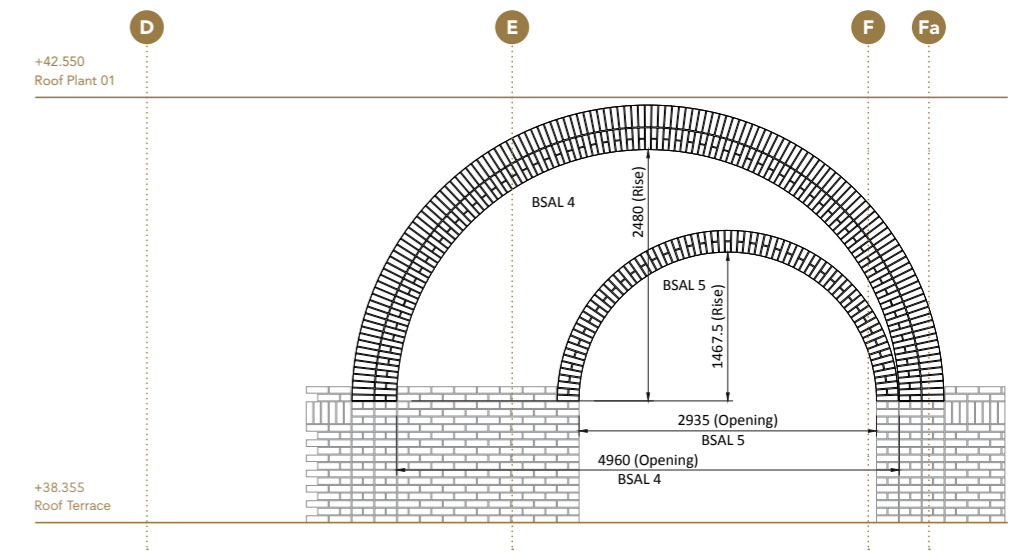 D
E
F
Fa
+42.550
Roof Plant 01
BSAL 4
2480 (Rise)
BSAL 5
1467.5 (Rise)
2935 (Opening)
BSAL 5
4960 (Opening)
BSAL 4
+38.355
Roof Terrace